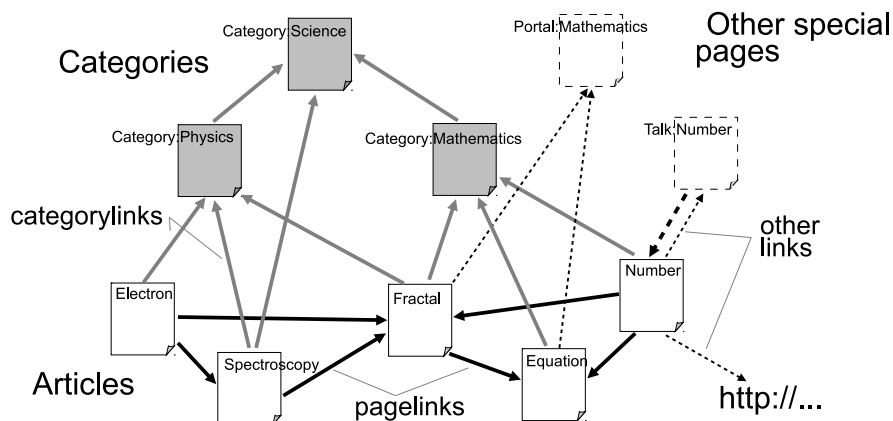 Category:Science
Portal:Mathematics
Other special
pages
Categories
Category:Physics
Category:Mathematics
Talk:Number
categorylinks
other
links
Electron
Fractal
Number
Spectroscopy
Equation
Articles
pagelinks
http://...